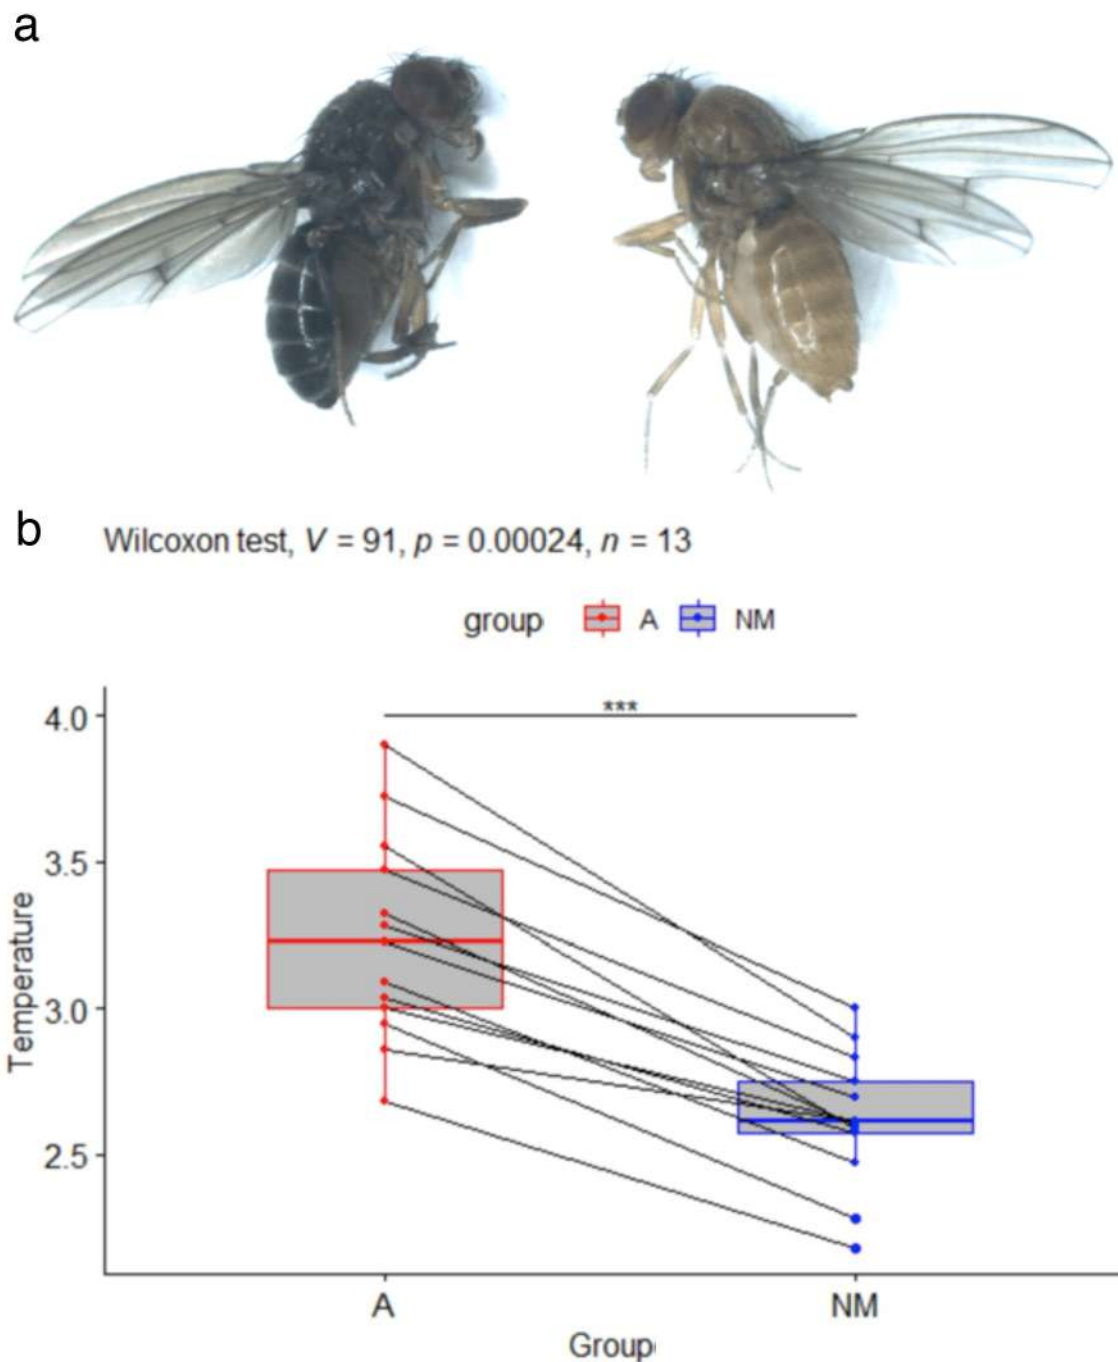 a
b
Wilcoxon test, V = 91, p = 0.00024, n = 13
group A NM
***
4.0
3.5
3.0
2.5
Temperature
A NM
Group